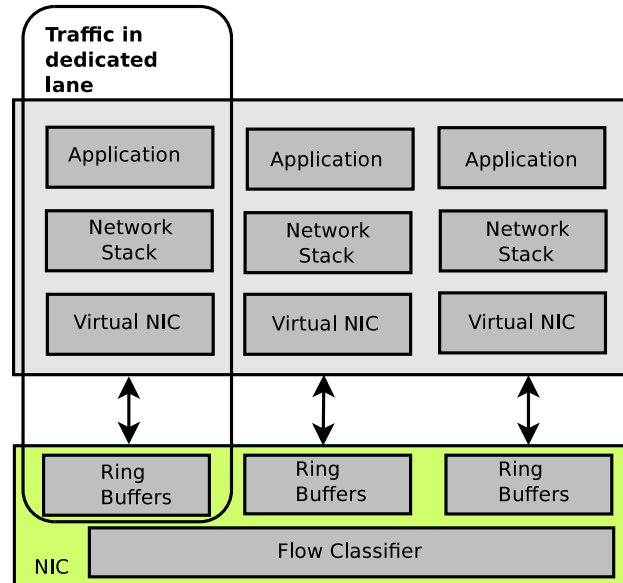 Traffic in
dedicated
lane
Application
Application
Application
Network
Stack
Network
Stack
Network
Stack
Virtual NIC
Virtual NIC
Virtual NIC
Ring
Buffers
Ring
Buffers
Ring
Buffers
Flow Classifier
NIC